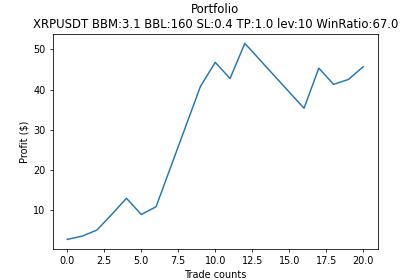 Portfolio
XRPUSDT BBM:3.1 BBL:160 SL:0.4 TP:1.0 lev:10 WinRatio:67.0
50
40
30
20
10
Profit ($)
0.0 2.5 5.0 7.5 10.0 12.5 15.0 17.5 20.0
Trade counts